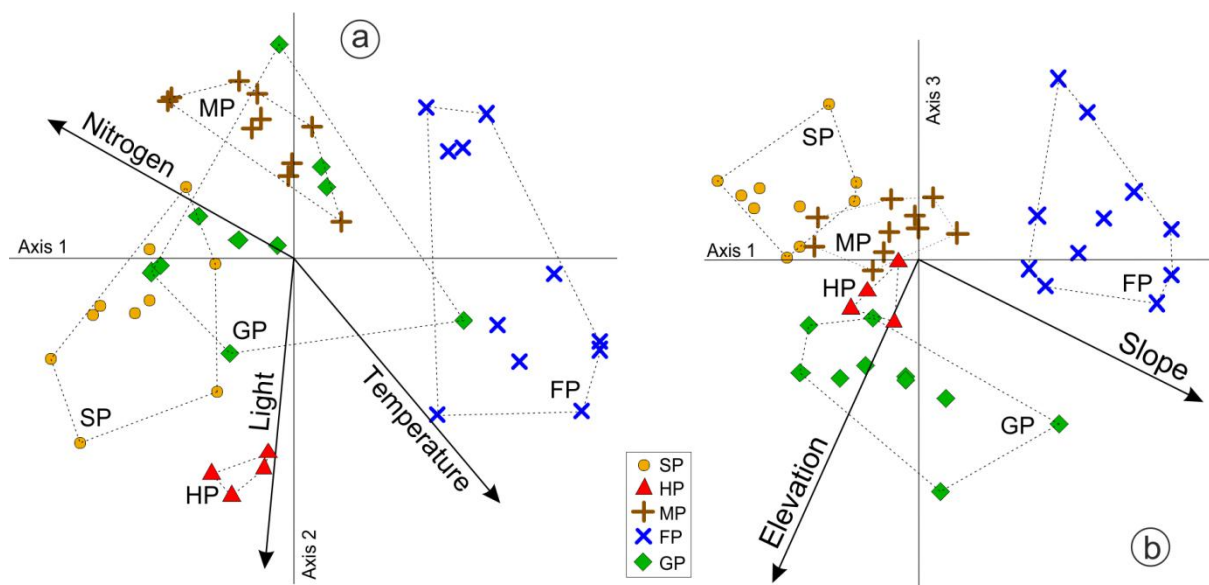 a
MP
Nitrogen
Axis 1
GP
SP
Light
Temperature
FP
HP
Axis 2
SP
HP
MP
FP
GP
Axis 3
SP
Axis 1
MP
HP
FP
Slope
GP
Elevation
b